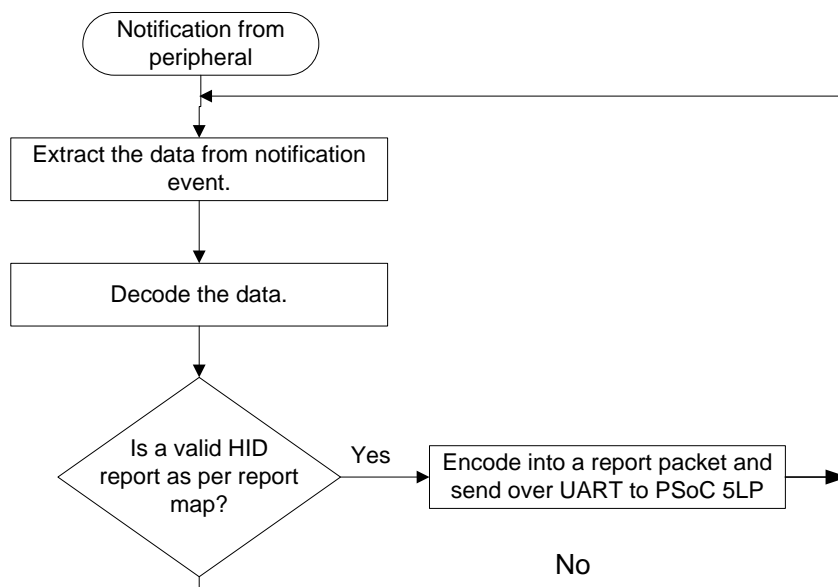 Notification from
peripheral
Extract the data from notification
event.
Decode the data.
Is a valid HID
report as per report
map?
Yes
Encode into a report packet and
send over UART to PSoC 5LP
No